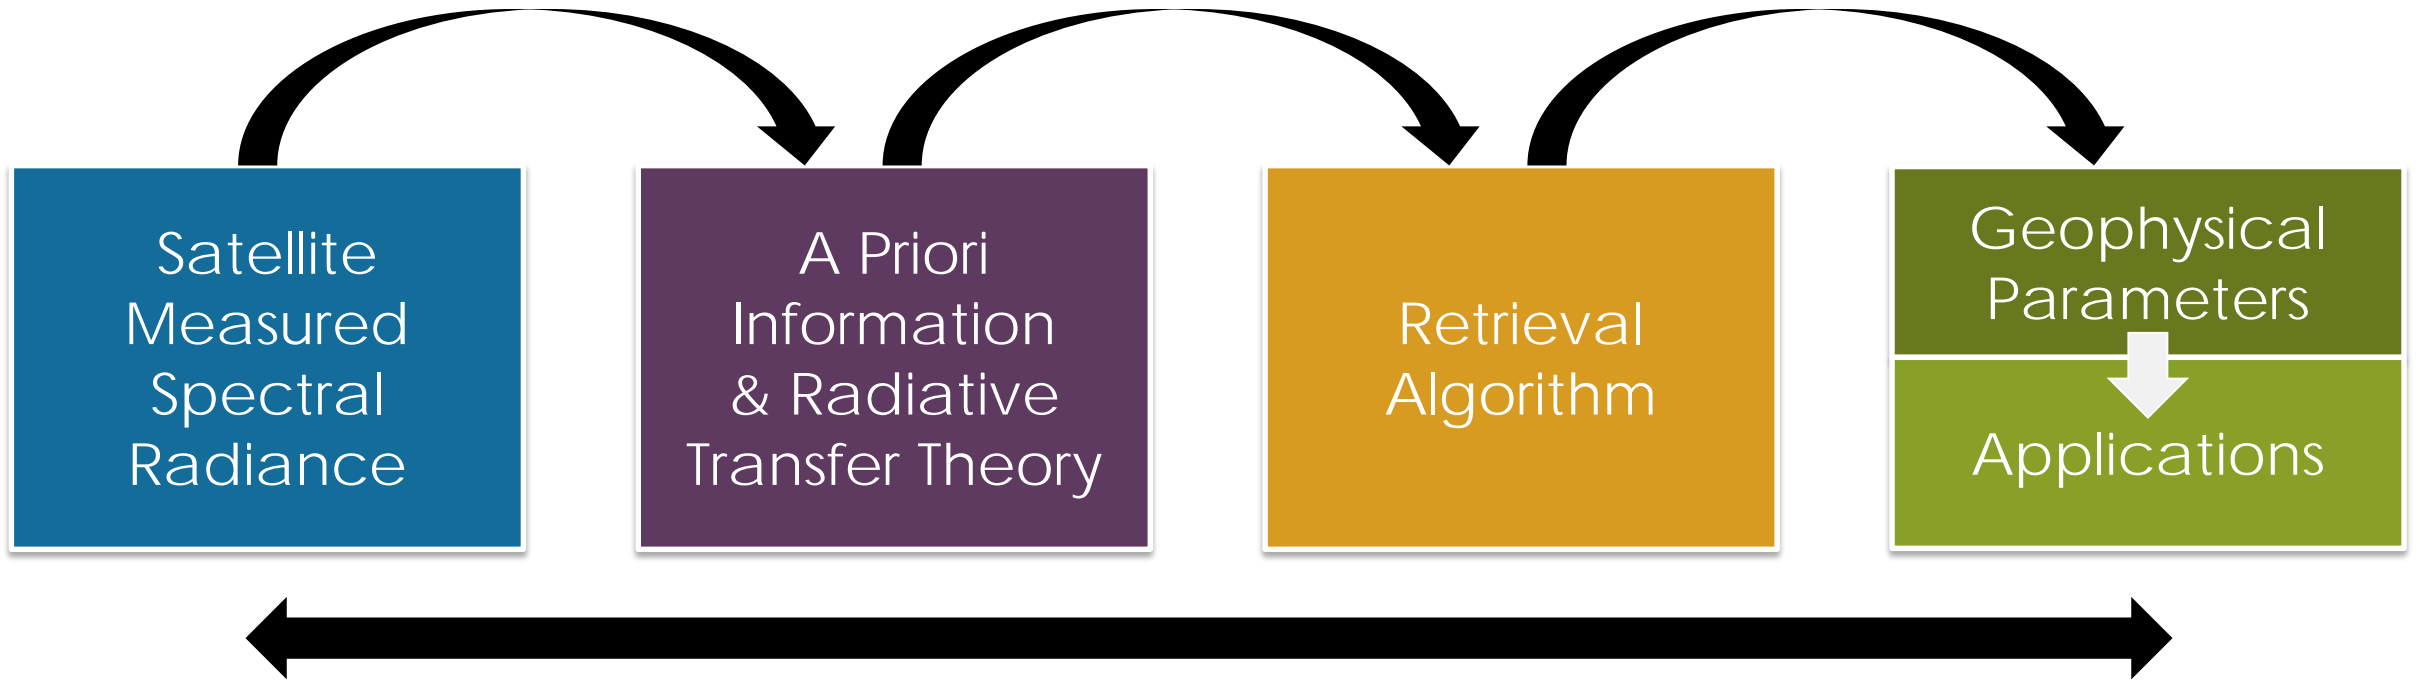 Satellite
Measured
Spectral
Radiance
A Priori
Information
& Radiative
Transfer Theory
Retrieval
Algorithm
Geophysical
Parameters
Applications